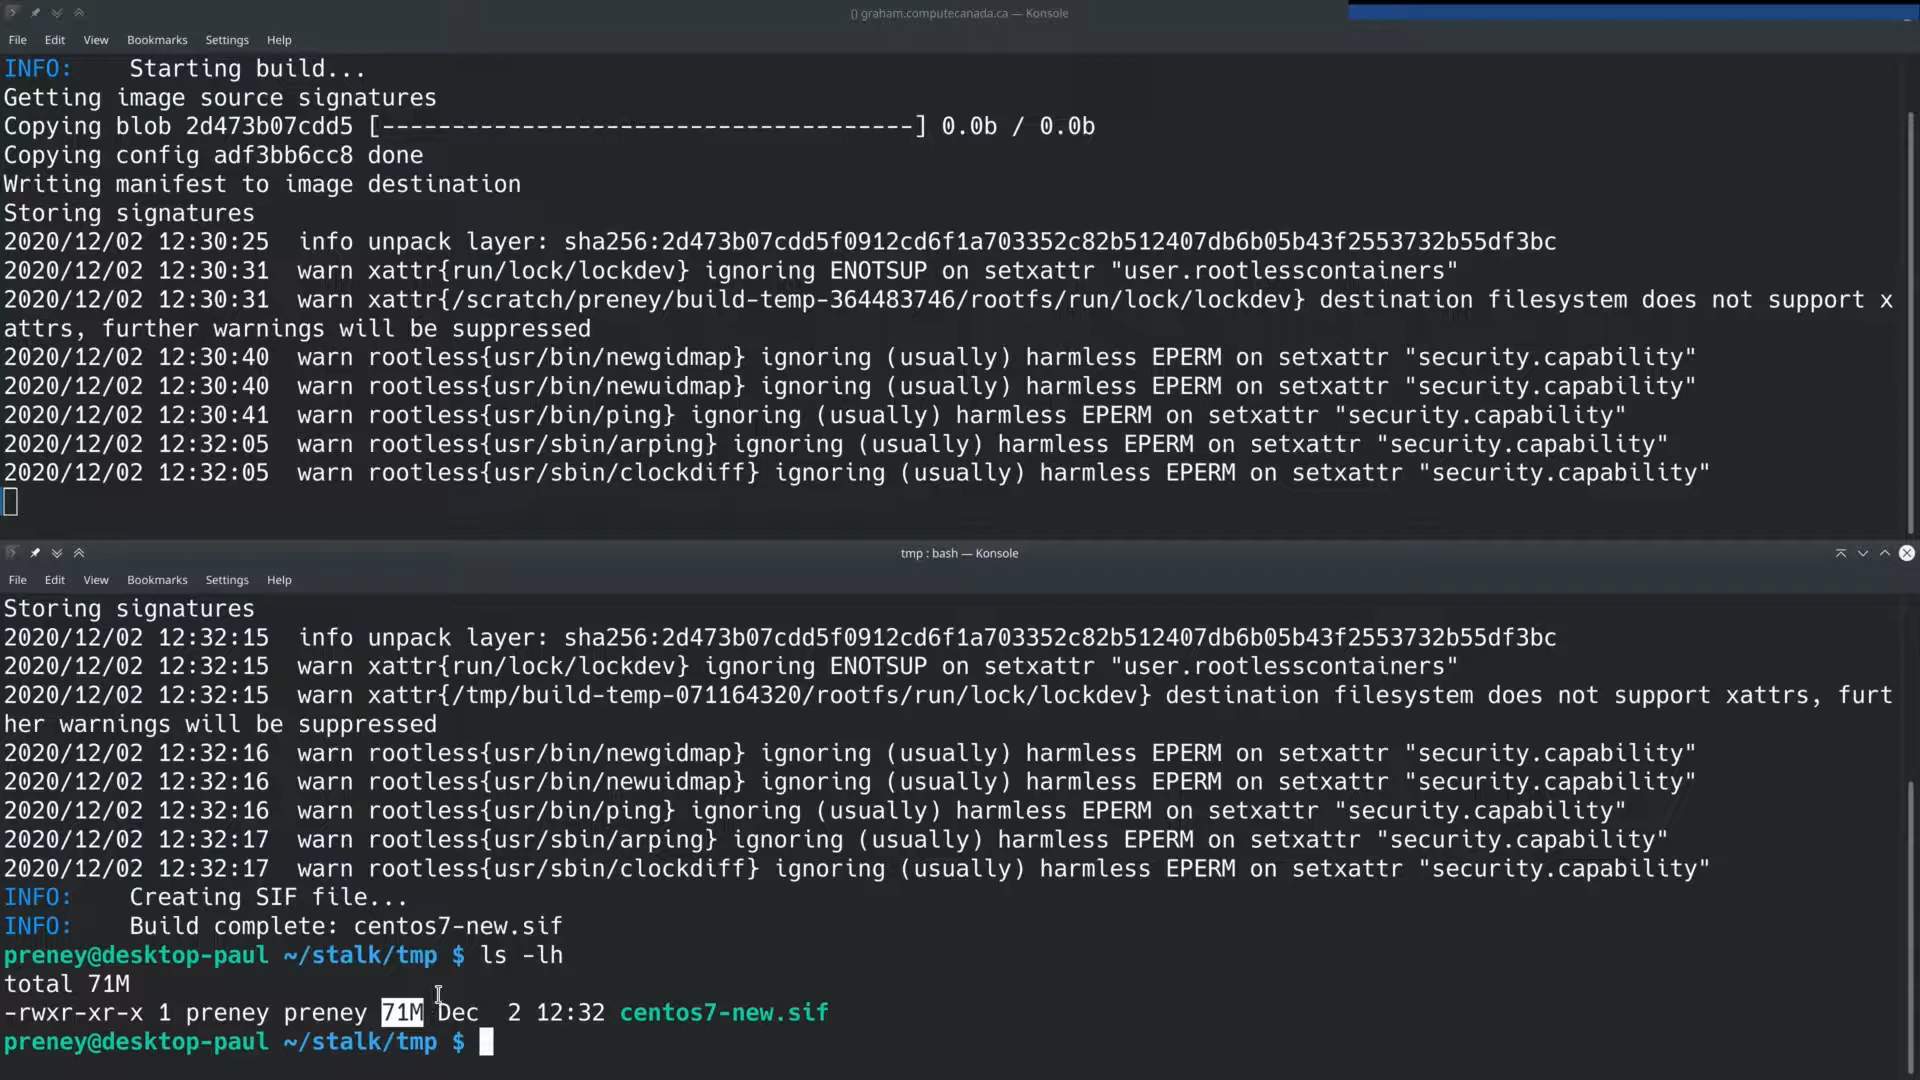 () graham.computecanada.ca — Konsole
File Edit View Bookmarks Settings Help
INFO:    Starting build...
Getting image source signatures
Copying blob 2d473b07cdd5 [--------------------------------------] 0.0b / 0.0b
Copying config adf3bb6cc8 done
Writing manifest to image destination
Storing signatures
2020/12/02 12:30:25  info unpack layer: sha256:2d473b07cdd5f0912cd6f1a703352c82b512407db6b05b43f2553732b55df3bc
2020/12/02 12:30:31  warn xattr{run/lock/lockdev} ignoring ENOTSUP on setxattr "user.rootlesscontainers"
2020/12/02 12:30:31  warn xattr{/scratch/preney/build-temp-364483746/rootfs/run/lock/lockdev} destination filesystem does not support x
attrs, further warnings will be suppressed
2020/12/02 12:30:40  warn rootless{usr/bin/newgidmap} ignoring (usually) harmless EPERM on setxattr "security.capability"
2020/12/02 12:30:40  warn rootless{usr/bin/newuidmap} ignoring (usually) harmless EPERM on setxattr "security.capability"
2020/12/02 12:30:41  warn rootless{usr/bin/ping} ignoring (usually) harmless EPERM on setxattr "security.capability"
2020/12/02 12:32:05  warn rootless{usr/sbin/arping} ignoring (usually) harmless EPERM on setxattr "security.capability"
2020/12/02 12:32:05  warn rootless{usr/sbin/clockdiff} ignoring (usually) harmless EPERM on setxattr "security.capability"
tmp : bash — Konsole
File Edit View Bookmarks Settings Help
Storing signatures
2020/12/02 12:32:15  info unpack layer: sha256:2d473b07cdd5f0912cd6f1a703352c82b512407db6b05b43f2553732b55df3bc
2020/12/02 12:32:15  warn xattr{run/lock/lockdev} ignoring ENOTSUP on setxattr "user.rootlesscontainers"
2020/12/02 12:32:15  warn xattr{/tmp/build-temp-071164320/rootfs/run/lock/lockdev} destination filesystem does not support xattrs, furt
her warnings will be suppressed
2020/12/02 12:32:16  warn rootless{usr/bin/newgidmap} ignoring (usually) harmless EPERM on setxattr "security.capability"
2020/12/02 12:32:16  warn rootless{usr/bin/newuidmap} ignoring (usually) harmless EPERM on setxattr "security.capability"
2020/12/02 12:32:16  warn rootless{usr/bin/ping} ignoring (usually) harmless EPERM on setxattr "security.capability"
2020/12/02 12:32:17  warn rootless{usr/sbin/arping} ignoring (usually) harmless EPERM on setxattr "security.capability"
2020/12/02 12:32:17  warn rootless{usr/sbin/clockdiff} ignoring (usually) harmless EPERM on setxattr "security.capability"
INFO:    Creating SIF file...
INFO:    Build complete: centos7-new.sif
preney@desktop-paul ~/stalk/tmp $ ls -lh
total 71M
-rwxr-xr-x 1 preney preney 71M Dec  2 12:32 centos7-new.sif
preney@desktop-paul ~/stalk/tmp $